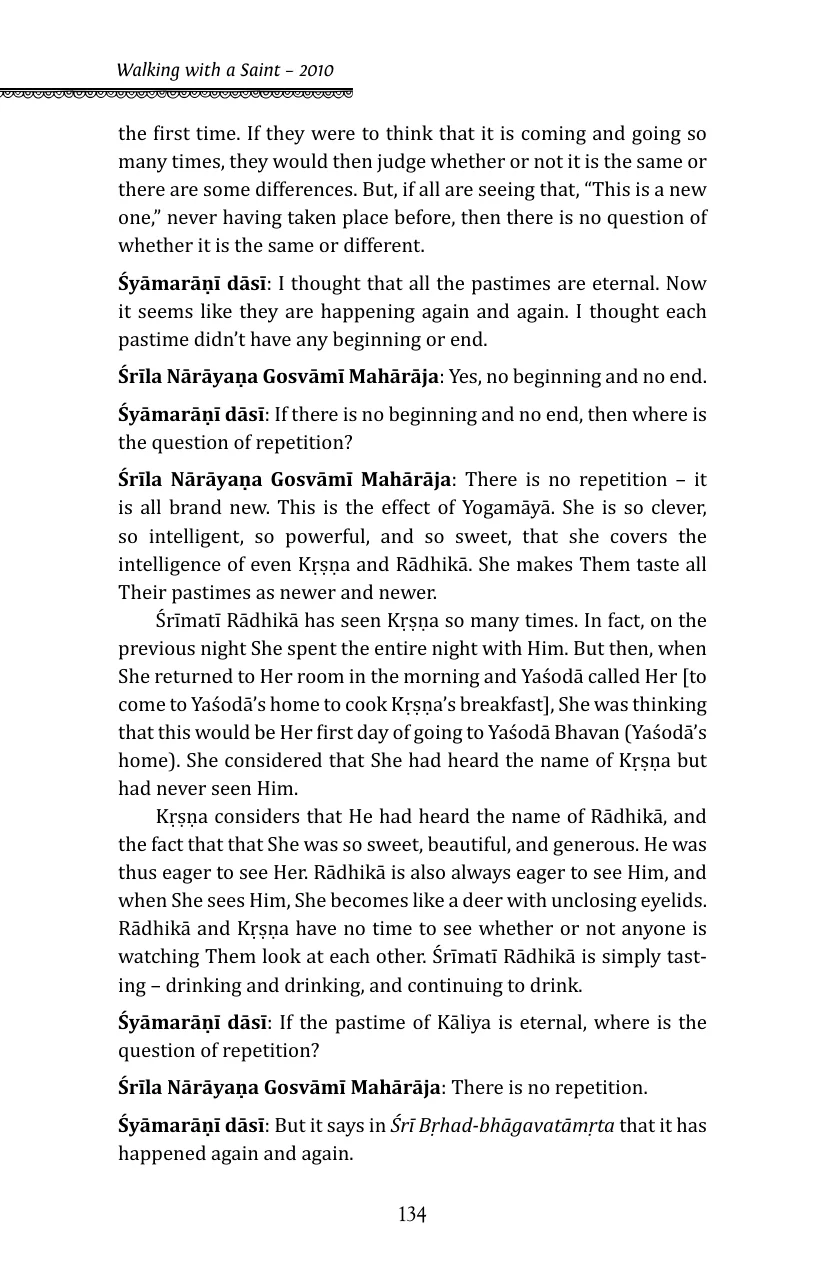 Walking with a Saint – 2010
the first time. If they were to think that it is coming and going so
many times, they would then judge whether or not it is the same or
there are some differences. But, if all are seeing that, “This is a new
one,” never having taken place before, then there is no question of
whether it is the same or different.
Śyāmarāṇī dāsī: I thought that all the pastimes are eternal. Now
it seems like they are happening again and again. I thought each
pastime didn’t have any beginning or end.
Śrīla Nārāyaṇa Gosvāmī Mahārāja: Yes, no beginning and no end.
Śyāmarāṇī dāsī: If there is no beginning and no end, then where is
the question of repetition?
Śrīla Nārāyaṇa Gosvāmī Mahārāja: There is no repetition – it
is all brand new. This is the effect of Yogamāyā. She is so clever,
so intelligent, so powerful, and so sweet, that she covers the
intelligence of even Kṛṣṇa and Rādhikā. She makes Them taste all
Their pastimes as newer and newer.
Śrīmatī Rādhikā has seen Kṛṣṇa so many times. In fact, on the
previous night She spent the entire night with Him. But then, when
She returned to Her room in the morning and Yaśodā called Her [to
come to Yaśodā’s home to cook Kṛṣṇa’s breakfast], She was thinking
that this would be Her first day of going to Yaśodā Bhavan (Yaśodā’s
home). She considered that She had heard the name of Kṛṣṇa but
had never seen Him.
Kṛṣṇa considers that He had heard the name of Rādhikā, and
the fact that that She was so sweet, beautiful, and generous. He was
thus eager to see Her. Rādhikā is also always eager to see Him, and
when She sees Him, She becomes like a deer with unclosing eyelids.
Rādhikā and Kṛṣṇa have no time to see whether or not anyone is
watching Them look at each other. Śrīmatī Rādhikā is simply tast-
ing – drinking and drinking, and continuing to drink.
Śyāmarāṇī dāsī: If the pastime of Kāliya is eternal, where is the
question of repetition?
Śrīla Nārāyaṇa Gosvāmī Mahārāja: There is no repetition.
Śyāmarāṇī dāsī: But it says in Śrī Bṛhad-bhāgavatāmṛta that it has
happened again and again.
134